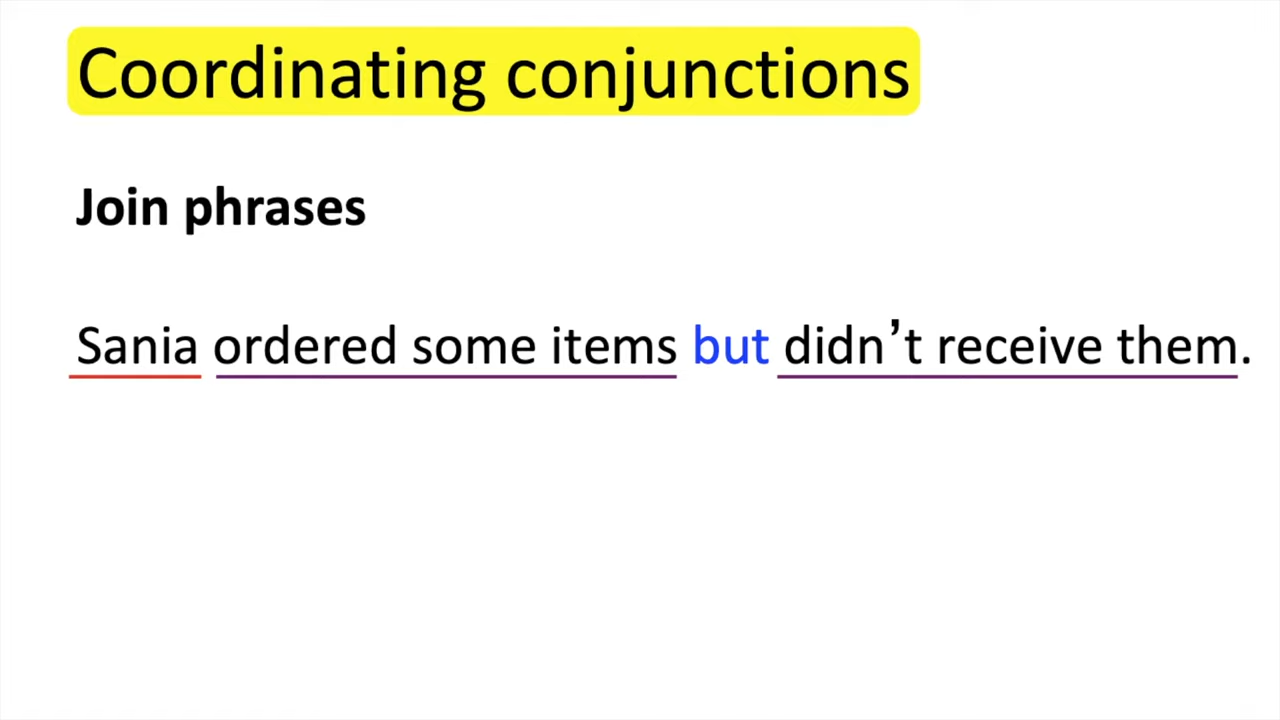 Coordinating conjunctions
Join phrases
Sania ordered some items but didn’t receive them.